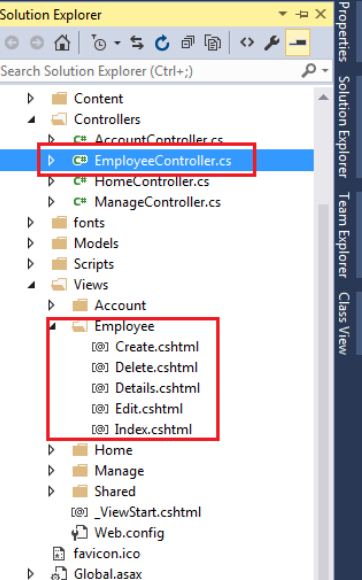 Solution Explorer
Search Solution Explorer (Ctrl+;)
Content
Controllers
C# AccountController.cs
C# EmployeeController.cs
C# HomeController.cs
C# ManageController.cs
fonts
Models
Scripts
Views
Account
Employee
[@] Create.cshtml
[@] Delete.cshtml
[@] Details.cshtml
[@] Edit.cshtml
[@] Index.cshtml
Home
Manage
Shared
[@] _ViewStart.cshtml
Web.config
favicon.ico
Global.asax
Properties
Solution Explorer
Team Explorer
Class View